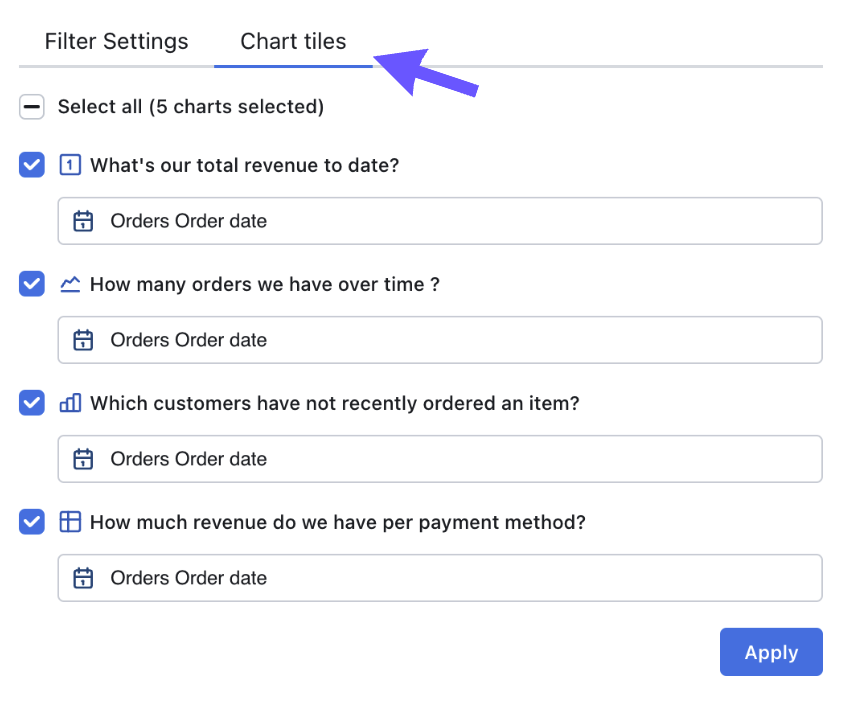 Filter Settings Chart tiles
Select all (5 charts selected)
1 What's our total revenue to date?
Orders Order date
How many orders we have over time ?
Orders Order date
Which customers have not recently ordered an item?
Orders Order date
How much revenue do we have per payment method?
Orders Order date
Apply